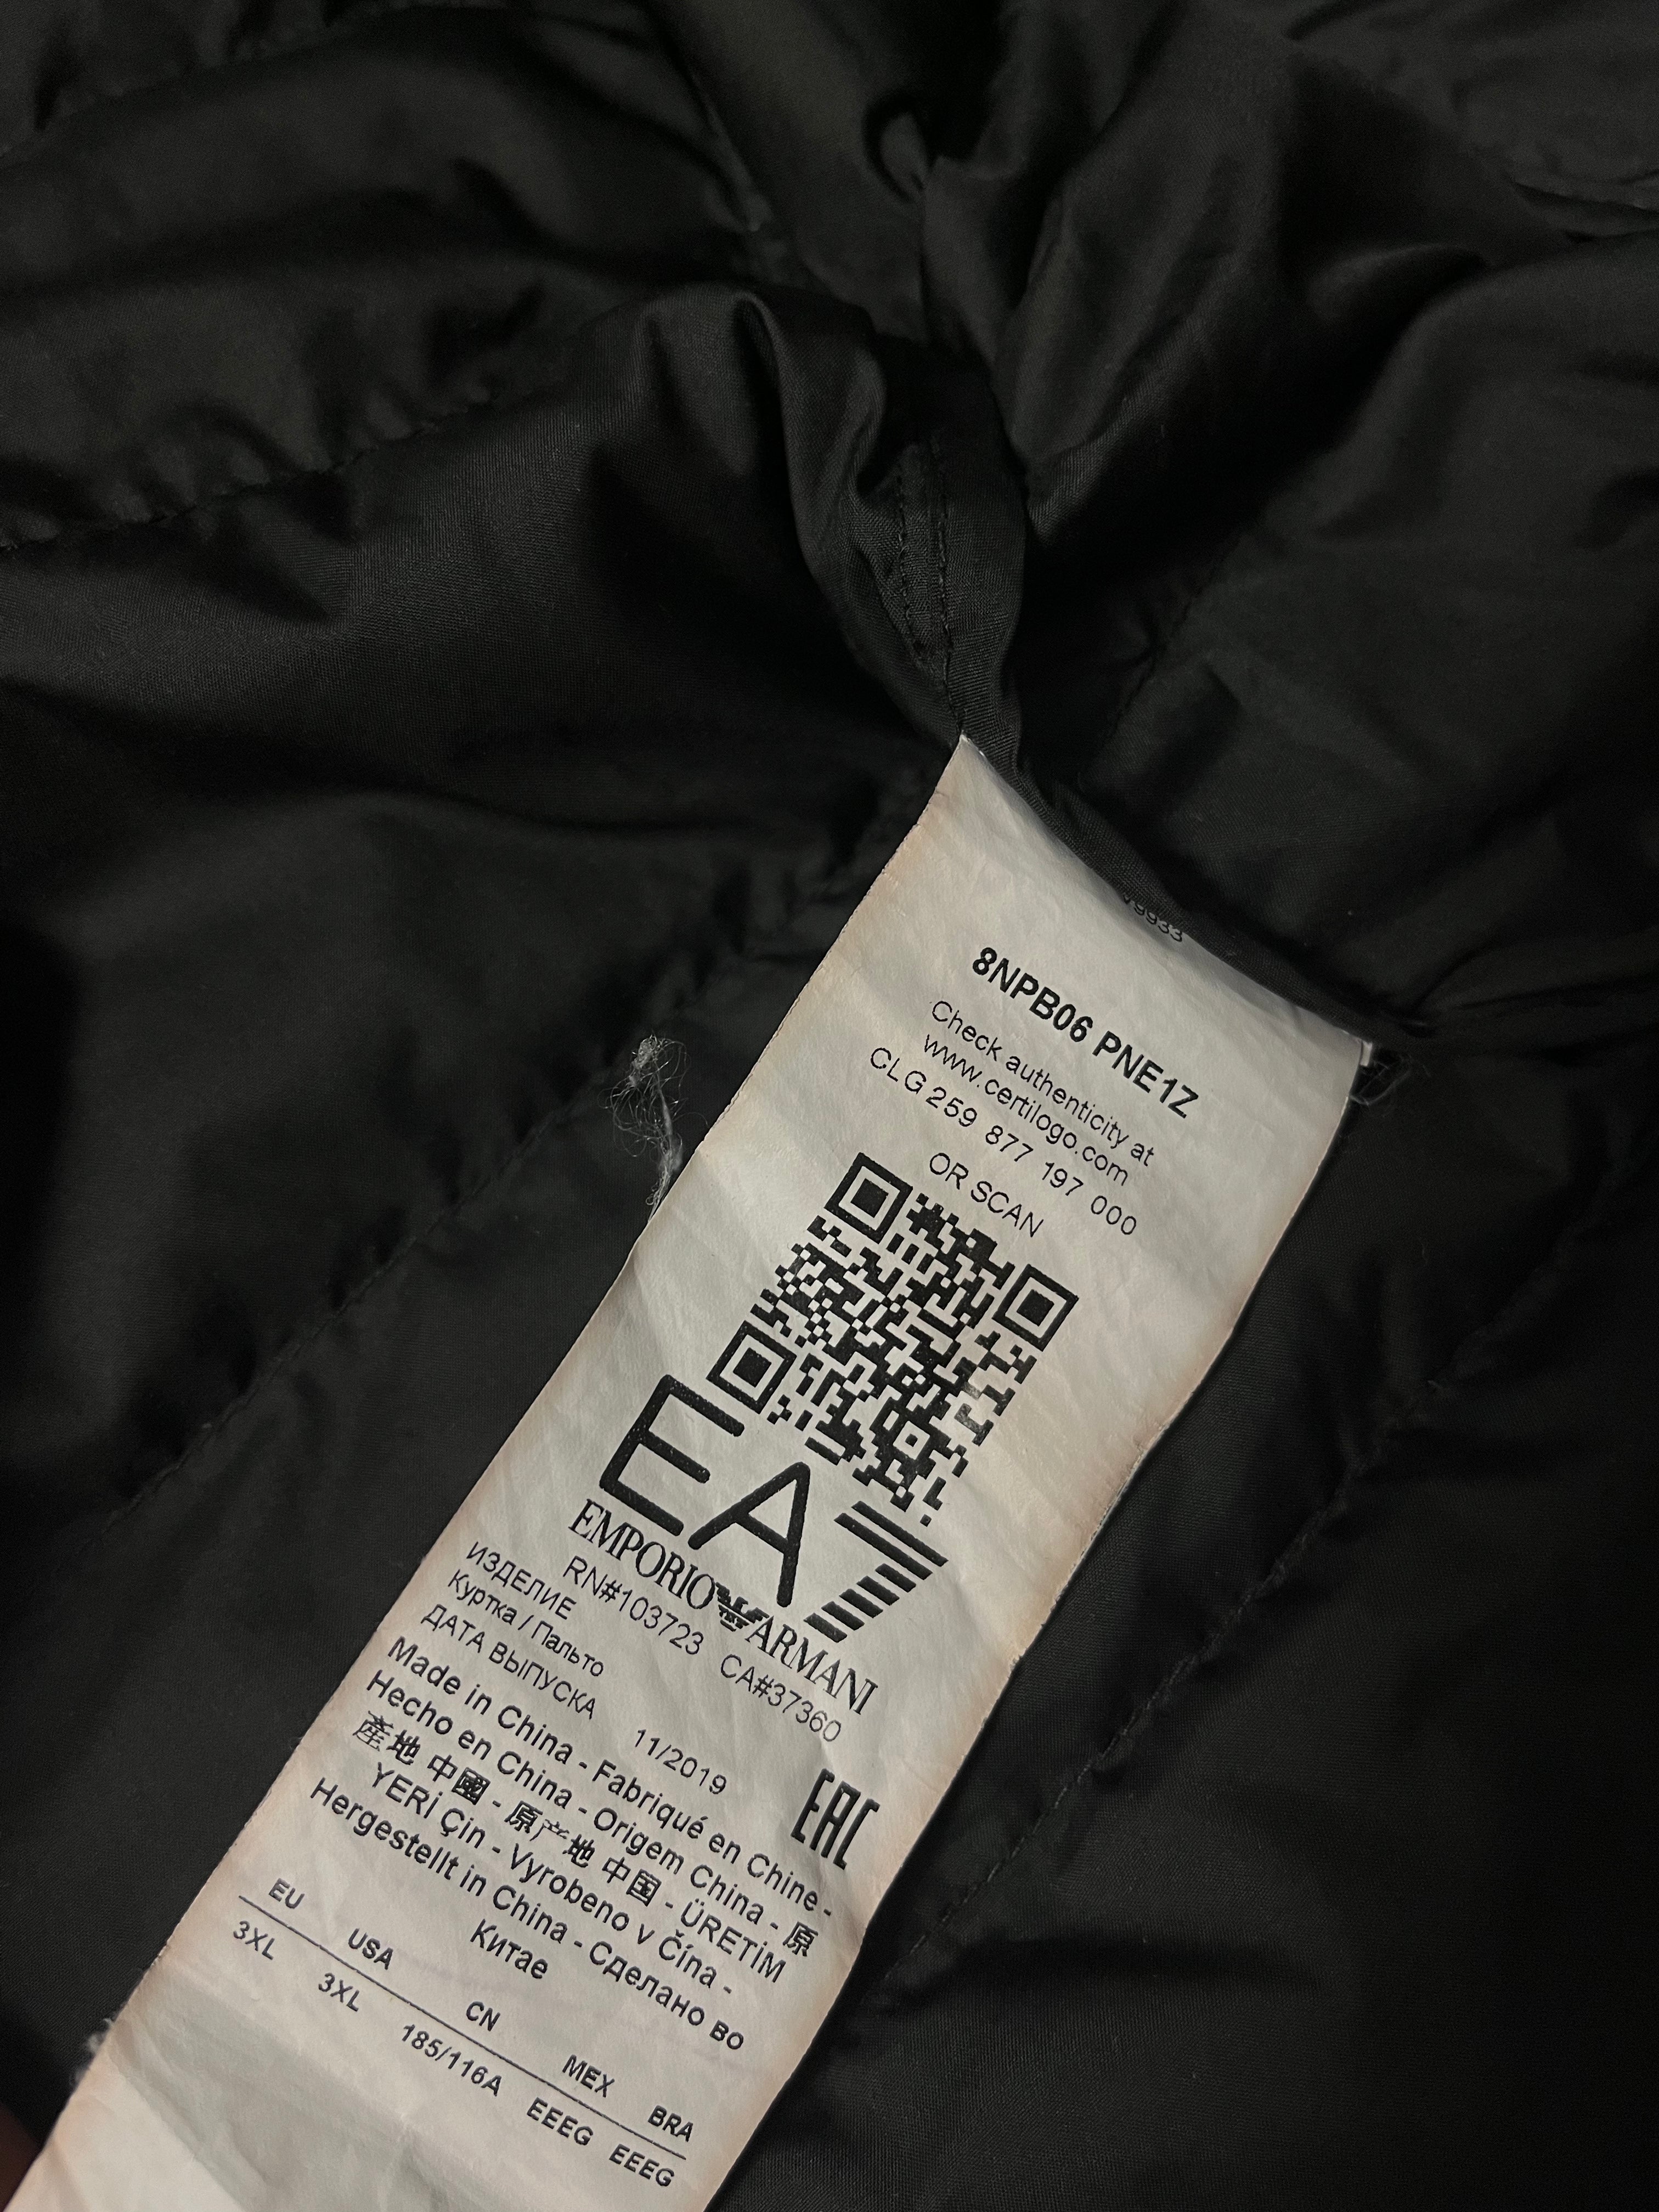 V9933
8NPB06 PNE1Z
Check authenticity at
www.certilogo.com
CLG 259 877 197 000
OR SCAN
EA7
EMPORIO ARMANI
RN#103723 CA#37360
ИЗДЕЛИЕ
Куртка / Пальто
ДАТА ВЫПУСКА 11/2019
EAC
Made in China - Fabriqué en Chine -
Hecho en China - Origem China - 原
產地 中國 - 原产地 中国 - ÜRETİM
YERİ Çin - Vyrobeno v Čína -
Hergestellt in China - Сделано во
Китае
EU USA CN MEX BRA
3XL 3XL 185/116A EEEG EEEG